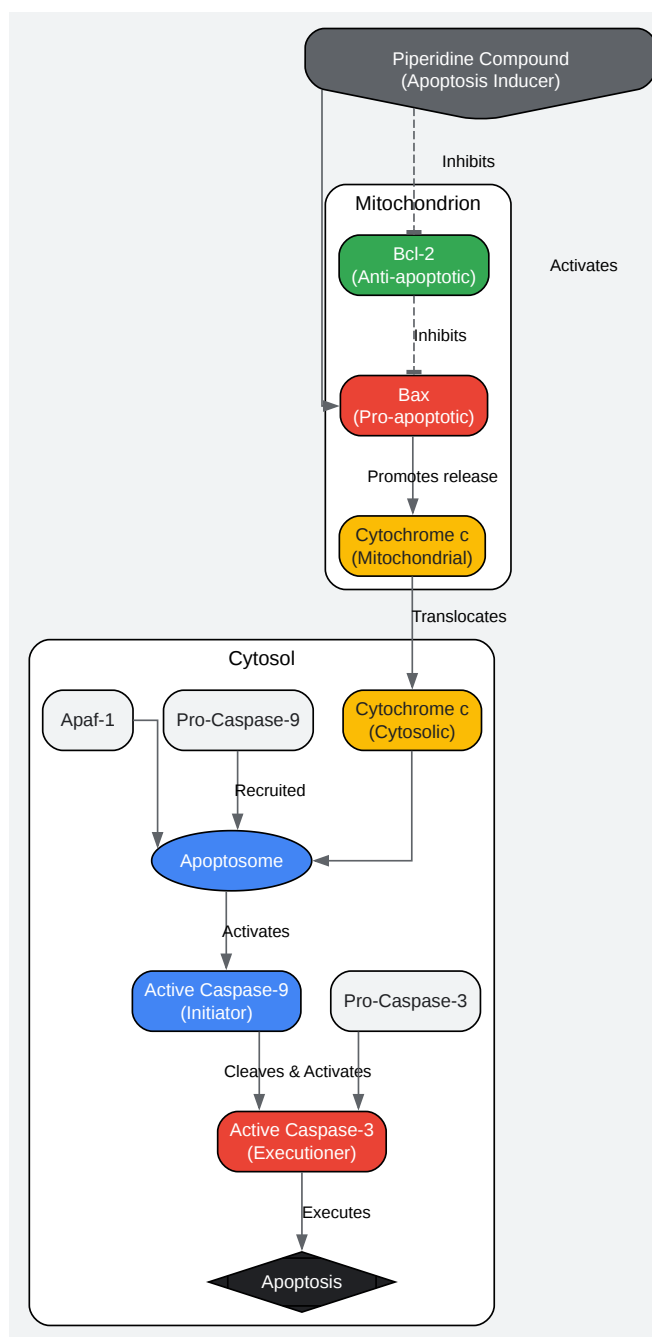 Piperidine Compound
(Apoptosis Inducer)
Inhibits
Mitochondrion
Bcl-2
(Anti-apoptotic)
Activates
Inhibits
Bax
(Pro-apoptotic)
Promotes release
Cytochrome c
(Mitochondrial)
Translocates
Cytosol
Apaf-1
Pro-Caspase-9
Cytochrome c
(Cytosolic)
Recruited
Apoptosome
Activates
Active Caspase-9
(Initiator)
Pro-Caspase-3
Cleaves & Activates
Active Caspase-3
(Executioner)
Executes
Apoptosis